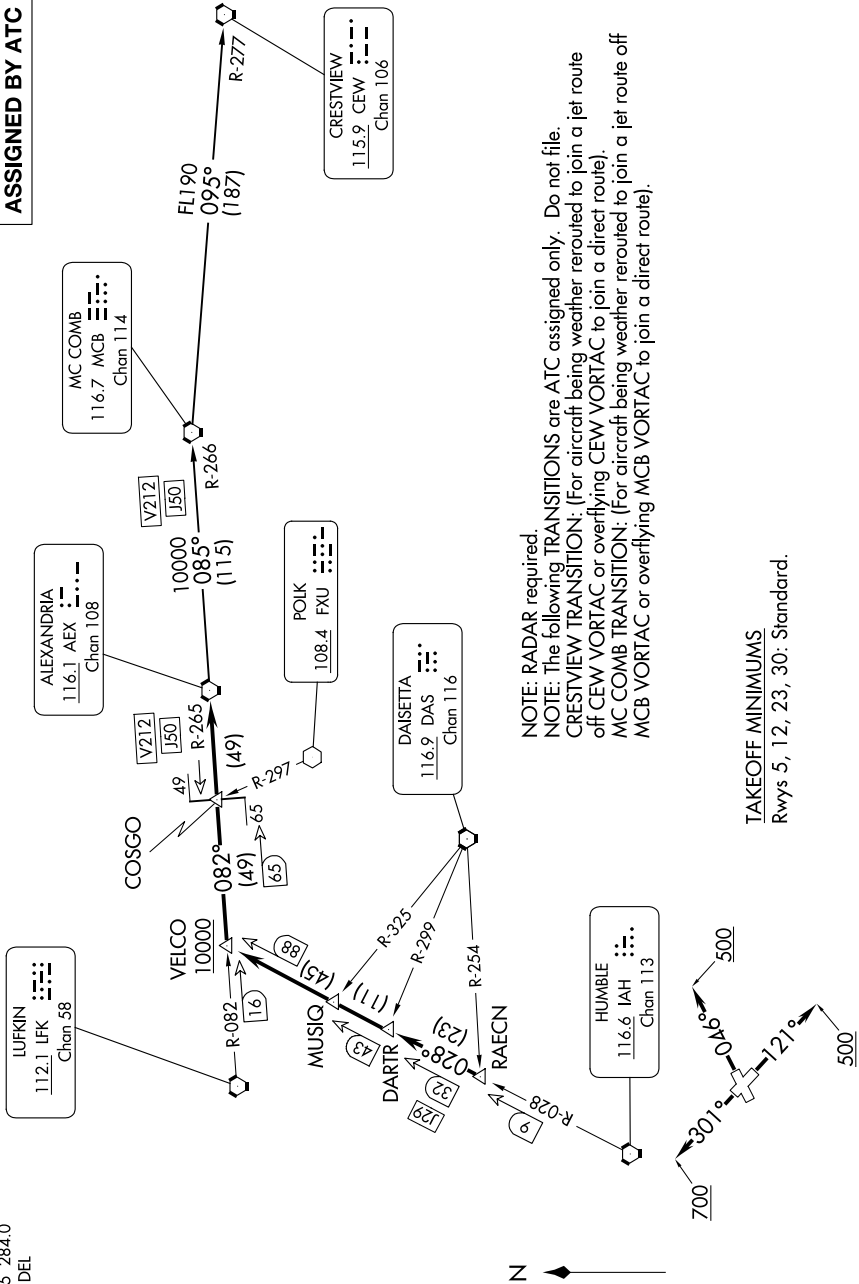 ASSIGNED BY ATC
284.0
DEL
LUFKIN
112.1 LFK
Chan 58
ALEXANDRIA
116.1 AEX
Chan 108
MC COMB
116.7 MCB
Chan 114
CRESTVIEW
115.9 CEW
Chan 106
POLK
108.4 FXU
DAISETTA
116.9 DAS
Chan 116
HUMBLE
116.6 IAH
Chan 113
FL190
095°
(187)
R-277
V212
J50
10000
085°
(115)
R-266
V212
J50
R-265
(49)
49
65
65
R-297
COSGO
082°
(49)
VELCO
10000
R-082
16
88
(45)
MUSIQ
(11)
43
DARTR
(23)
028°
32
J29
RAECN
9
R-028
R-325
R-299
R-254
N
301°
700
046°
500
121°
500
NOTE: RADAR required.
NOTE: The following TRANSITIONS are ATC assigned only. Do not file.
CRESTVIEW TRANSITION: (For aircraft being weather rerouted to join a jet route
off CEW VORTAC or overflying CEW VORTAC to join a direct route).
MC COMB TRANSITION: (For aircraft being weather rerouted to join a jet route off
MCB VORTAC or overflying MCB VORTAC to join a direct route).
TAKEOFF MINIMUMS
Rwys 5, 12, 23, 30: Standard.